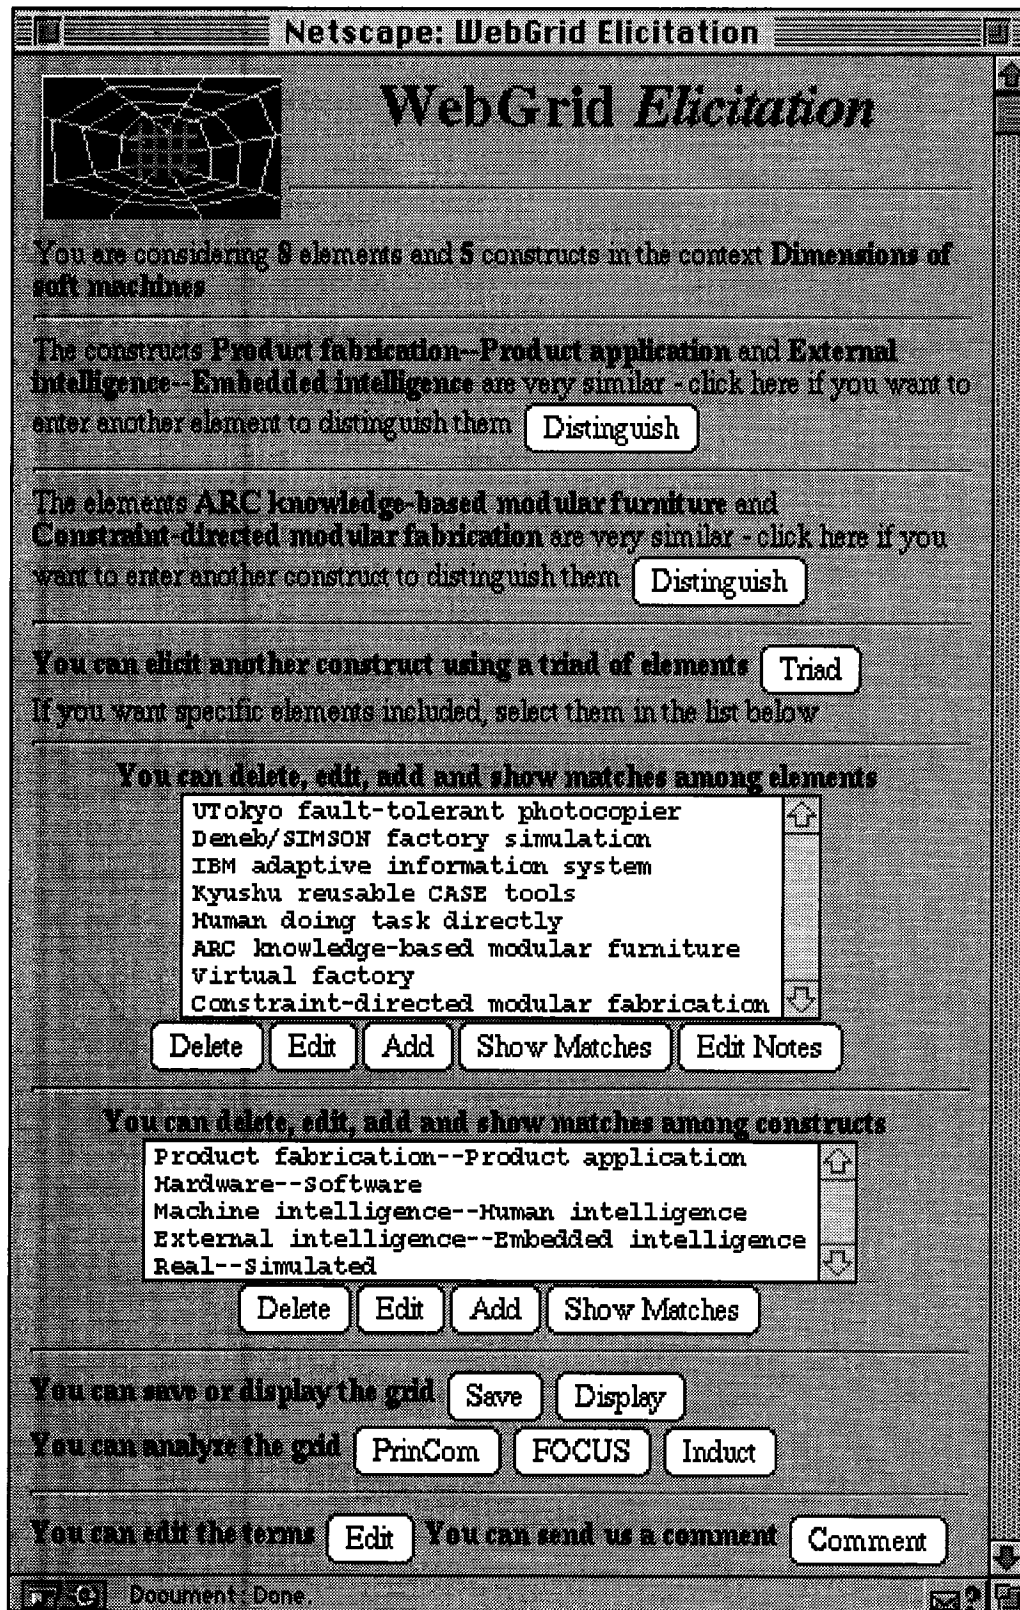 Netscape: WebGrid Elicitation
WebGrid Elicitation
You are considering 8 elements and 5 constructs in the context Dimensions of
soft machines
The constructs Product fabrication--Product application and External
intelligence--Embedded intelligence are very similar - click here if you want to
enter another element to distinguish them Distinguish
The elements ARC knowledge-based modular furniture and
Constraint-directed modular fabrication are very similar - click here if you
want to enter another construct to distinguish them Distinguish
You can elicit another construct using a triad of elements Triad
If you want specific elements included, select them in the list below
You can delete, edit, add and show matches among elements
UTokyo fault-tolerant photocopier
Deneb/SIMSON factory simulation
IBM adaptive information system
Kyushu reusable CASE tools
Human doing task directly
ARC knowledge-based modular furniture
Virtual factory
Constraint-directed modular fabrication
Delete Edit Add Show Matches Edit Notes
You can delete, edit, add and show matches among constructs
Product fabrication--Product application
Hardware--Software
Machine intelligence--Human intelligence
External intelligence--Embedded intelligence
Real--Simulated
Delete Edit Add Show Matches
You can save or display the grid Save Display
You can analyze the grid PrinCom FOCUS Induct
You can edit the terms Edit You can send us a comment Comment
Document: Done.